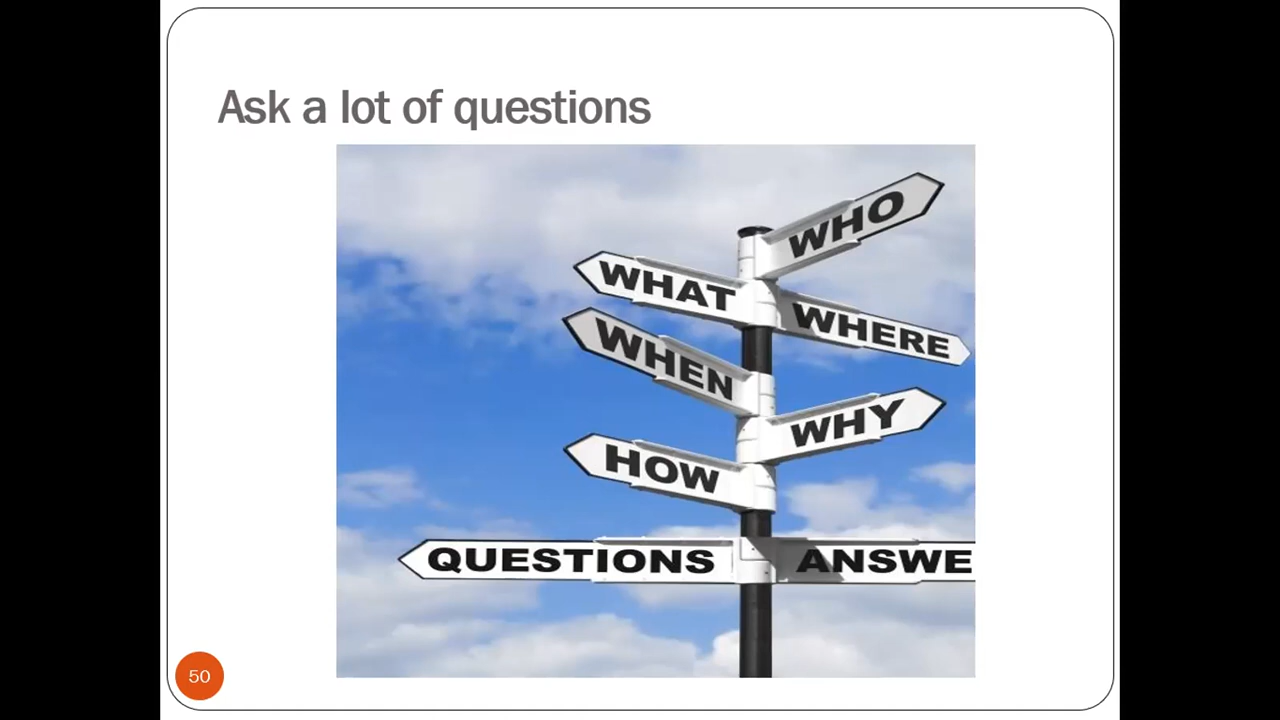 Ask a lot of questions
WHO
WHAT
WHERE
WHEN
WHY
HOW
QUESTIONS
ANSWE
50